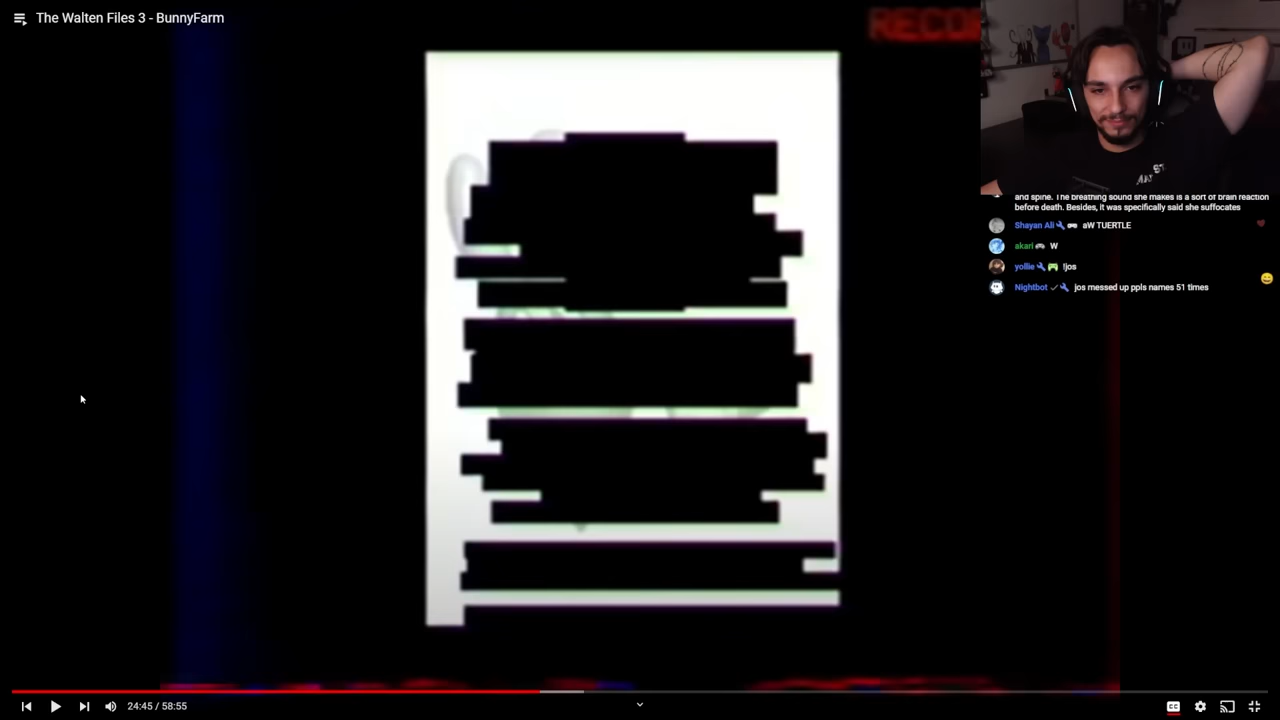 The Walten Files 3 - BunnyFarm
and spine. The breathing sound she makes is a sort of brain reaction
before death. Besides, it was specifically said she suffocates
Shayan Ali aW TUERTLE
akari W
yollie !jos
Nightbot jos messed up ppls names 51 times
24:45 / 58:55
CC